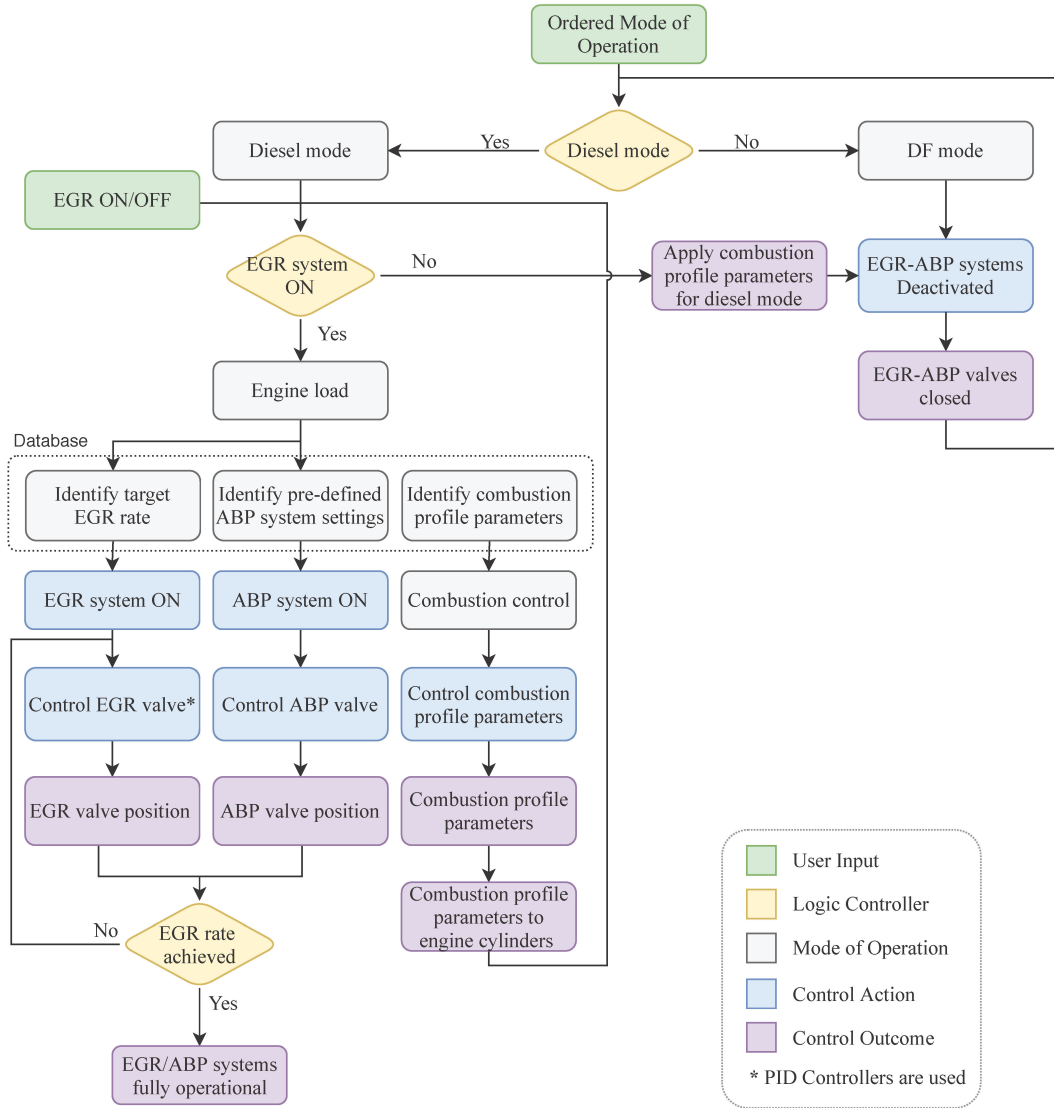 Ordered Mode of
Operation
Diesel mode
Yes
Diesel mode
No
DF mode
EGR ON/OFF
EGR system
ON
No
Apply combustion
profile parameters
for diesel mode
EGR-ABP systems
Deactivated
Yes
Engine load
EGR-ABP valves
closed
Database
Identify target
EGR rate
Identify pre-defined
ABP system settings
Identify combustion
profile parameters
EGR system ON
ABP system ON
Combustion control
Control EGR valve*
Control ABP valve
Control combustion
profile parameters
EGR valve position
ABP valve position
Combustion profile
parameters
No
EGR rate
achieved
Combustion profile
parameters to
engine cylinders
Yes
EGR/ABP systems
fully operational
User Input
Logic Controller
Mode of Operation
Control Action
Control Outcome
* PID Controllers are used